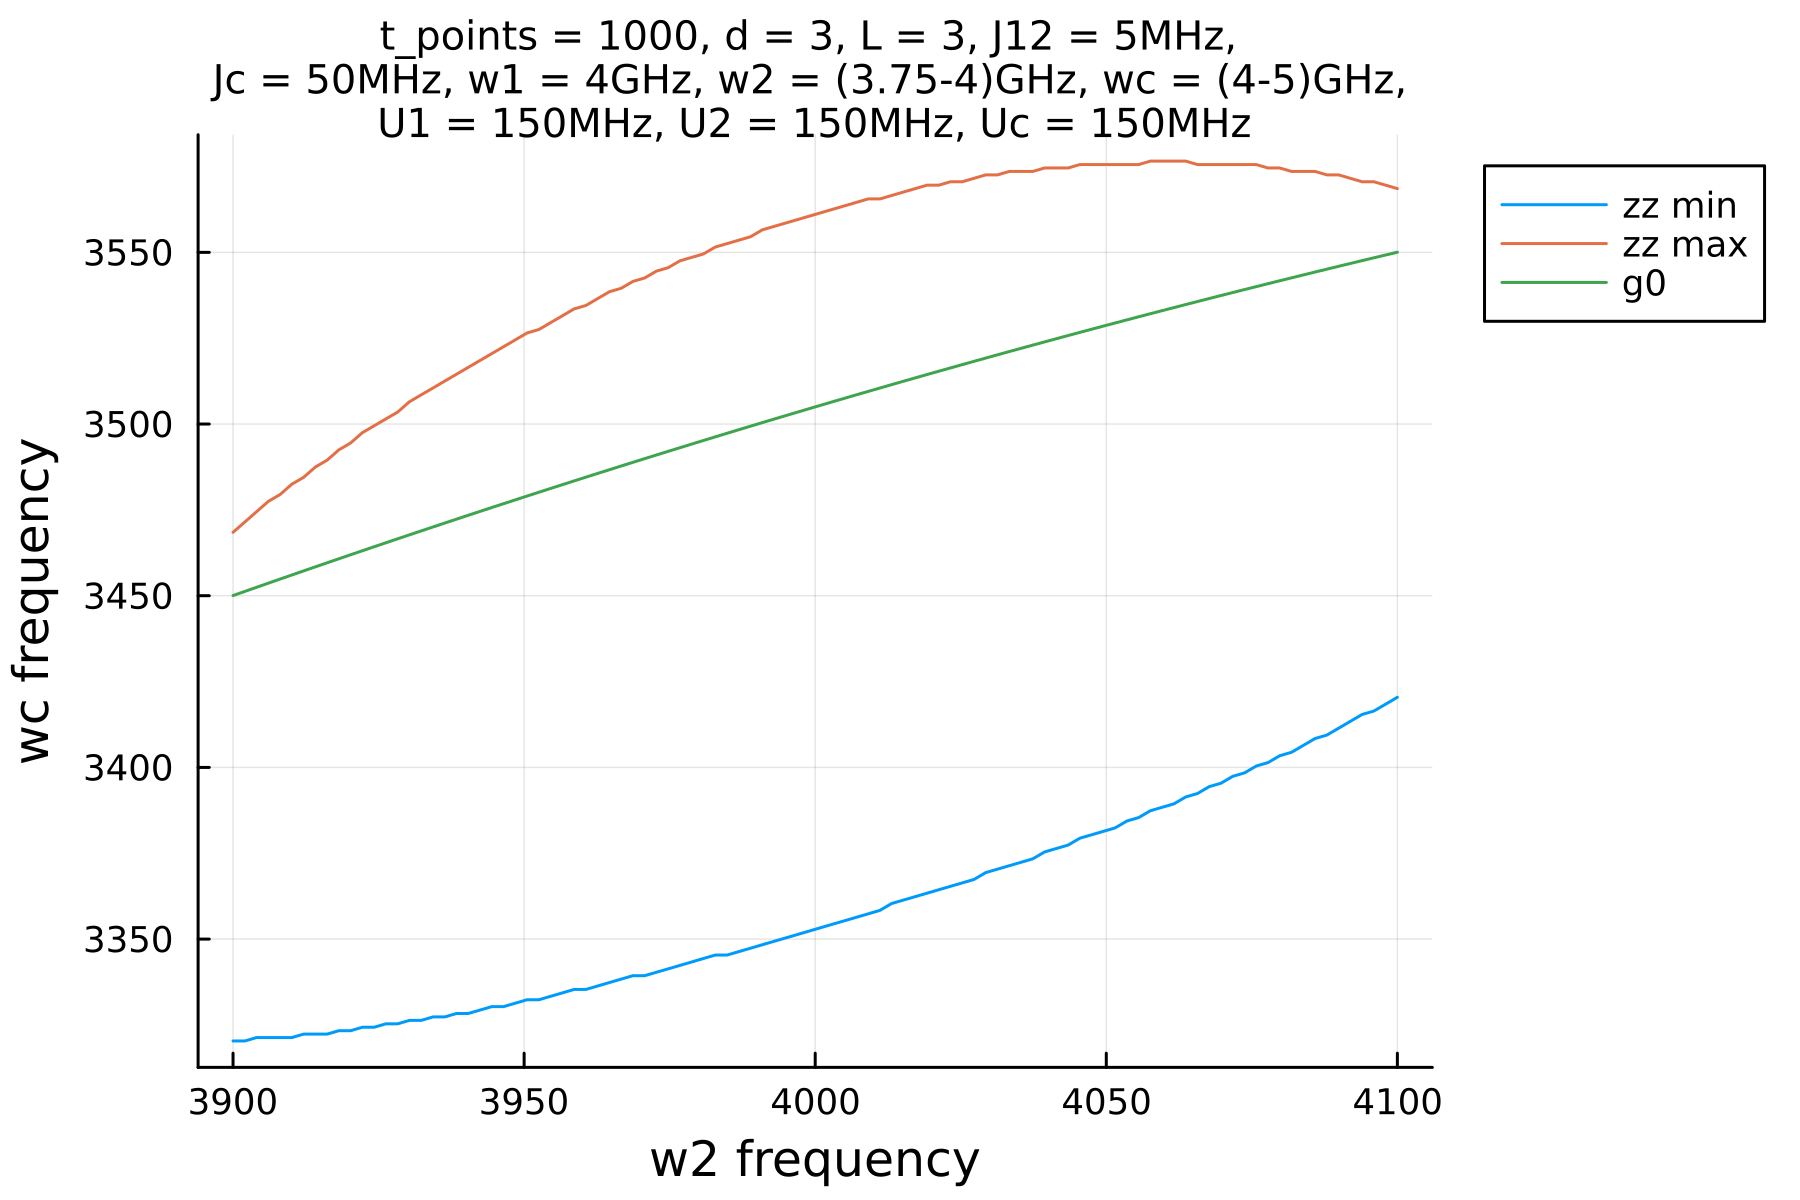 t_points = 1000, d = 3, L = 3, J12 = 5MHz,
Jc = 50MHz, w1 = 4GHz, w2 = (3.75-4)GHz, wc = (4-5)GHz,
U1 = 150MHz, U2 = 150MHz, Uc = 150MHz
zz min
zz max
g0
3550
3500
3450
3400
3350
wc frequency
3900 3950 4000 4050 4100
w2 frequency